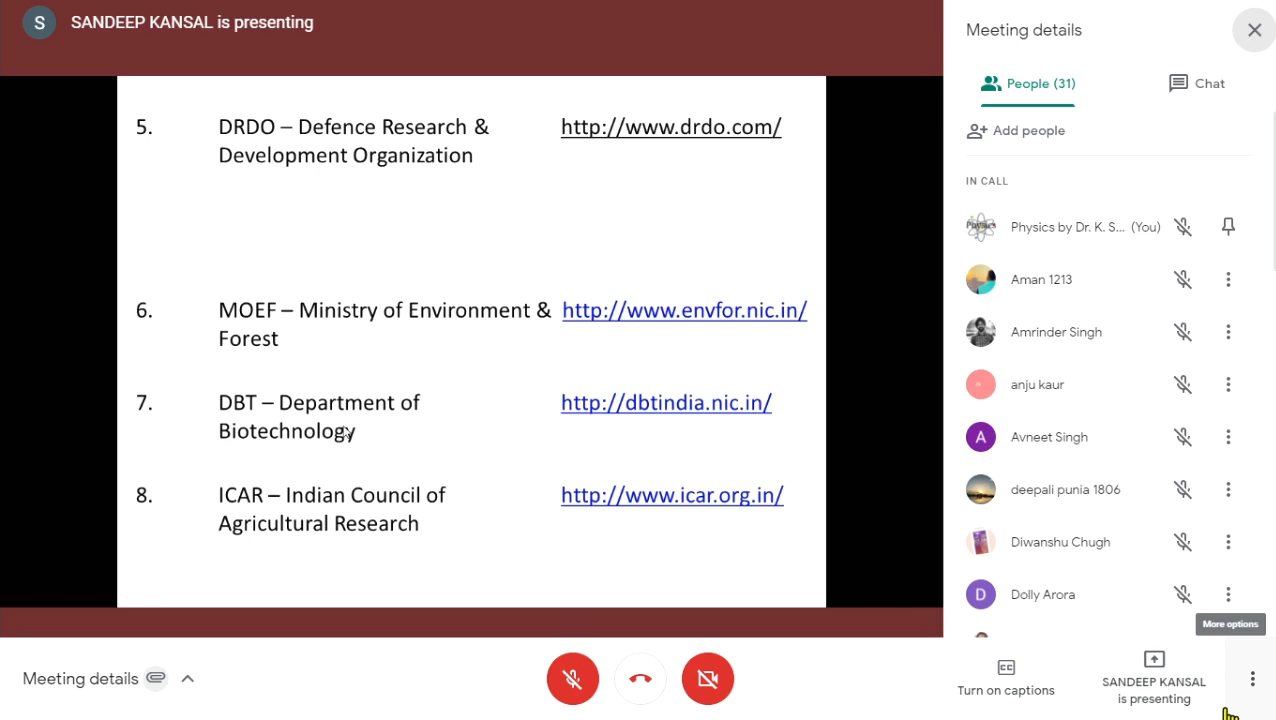 S SANDEEP KANSAL is presenting
5. DRDO – Defence Research & http://www.drdo.com/
Development Organization
6. MOEF – Ministry of Environment & http://www.envfor.nic.in/
Forest
7. DBT – Department of http://dbtindia.nic.in/
Biotechnology
8. ICAR – Indian Council of http://www.icar.org.in/
Agricultural Research
Meeting details
People (31) Chat
Add people
IN CALL
Physics by Dr. K. S... (You)
Aman 1213
Amrinder Singh
anju kaur
A Avneet Singh
deepali punia 1806
Diwanshu Chugh
D Dolly Arora
More options
Meeting details
CC
Turn on captions
SANDEEP KANSAL
is presenting